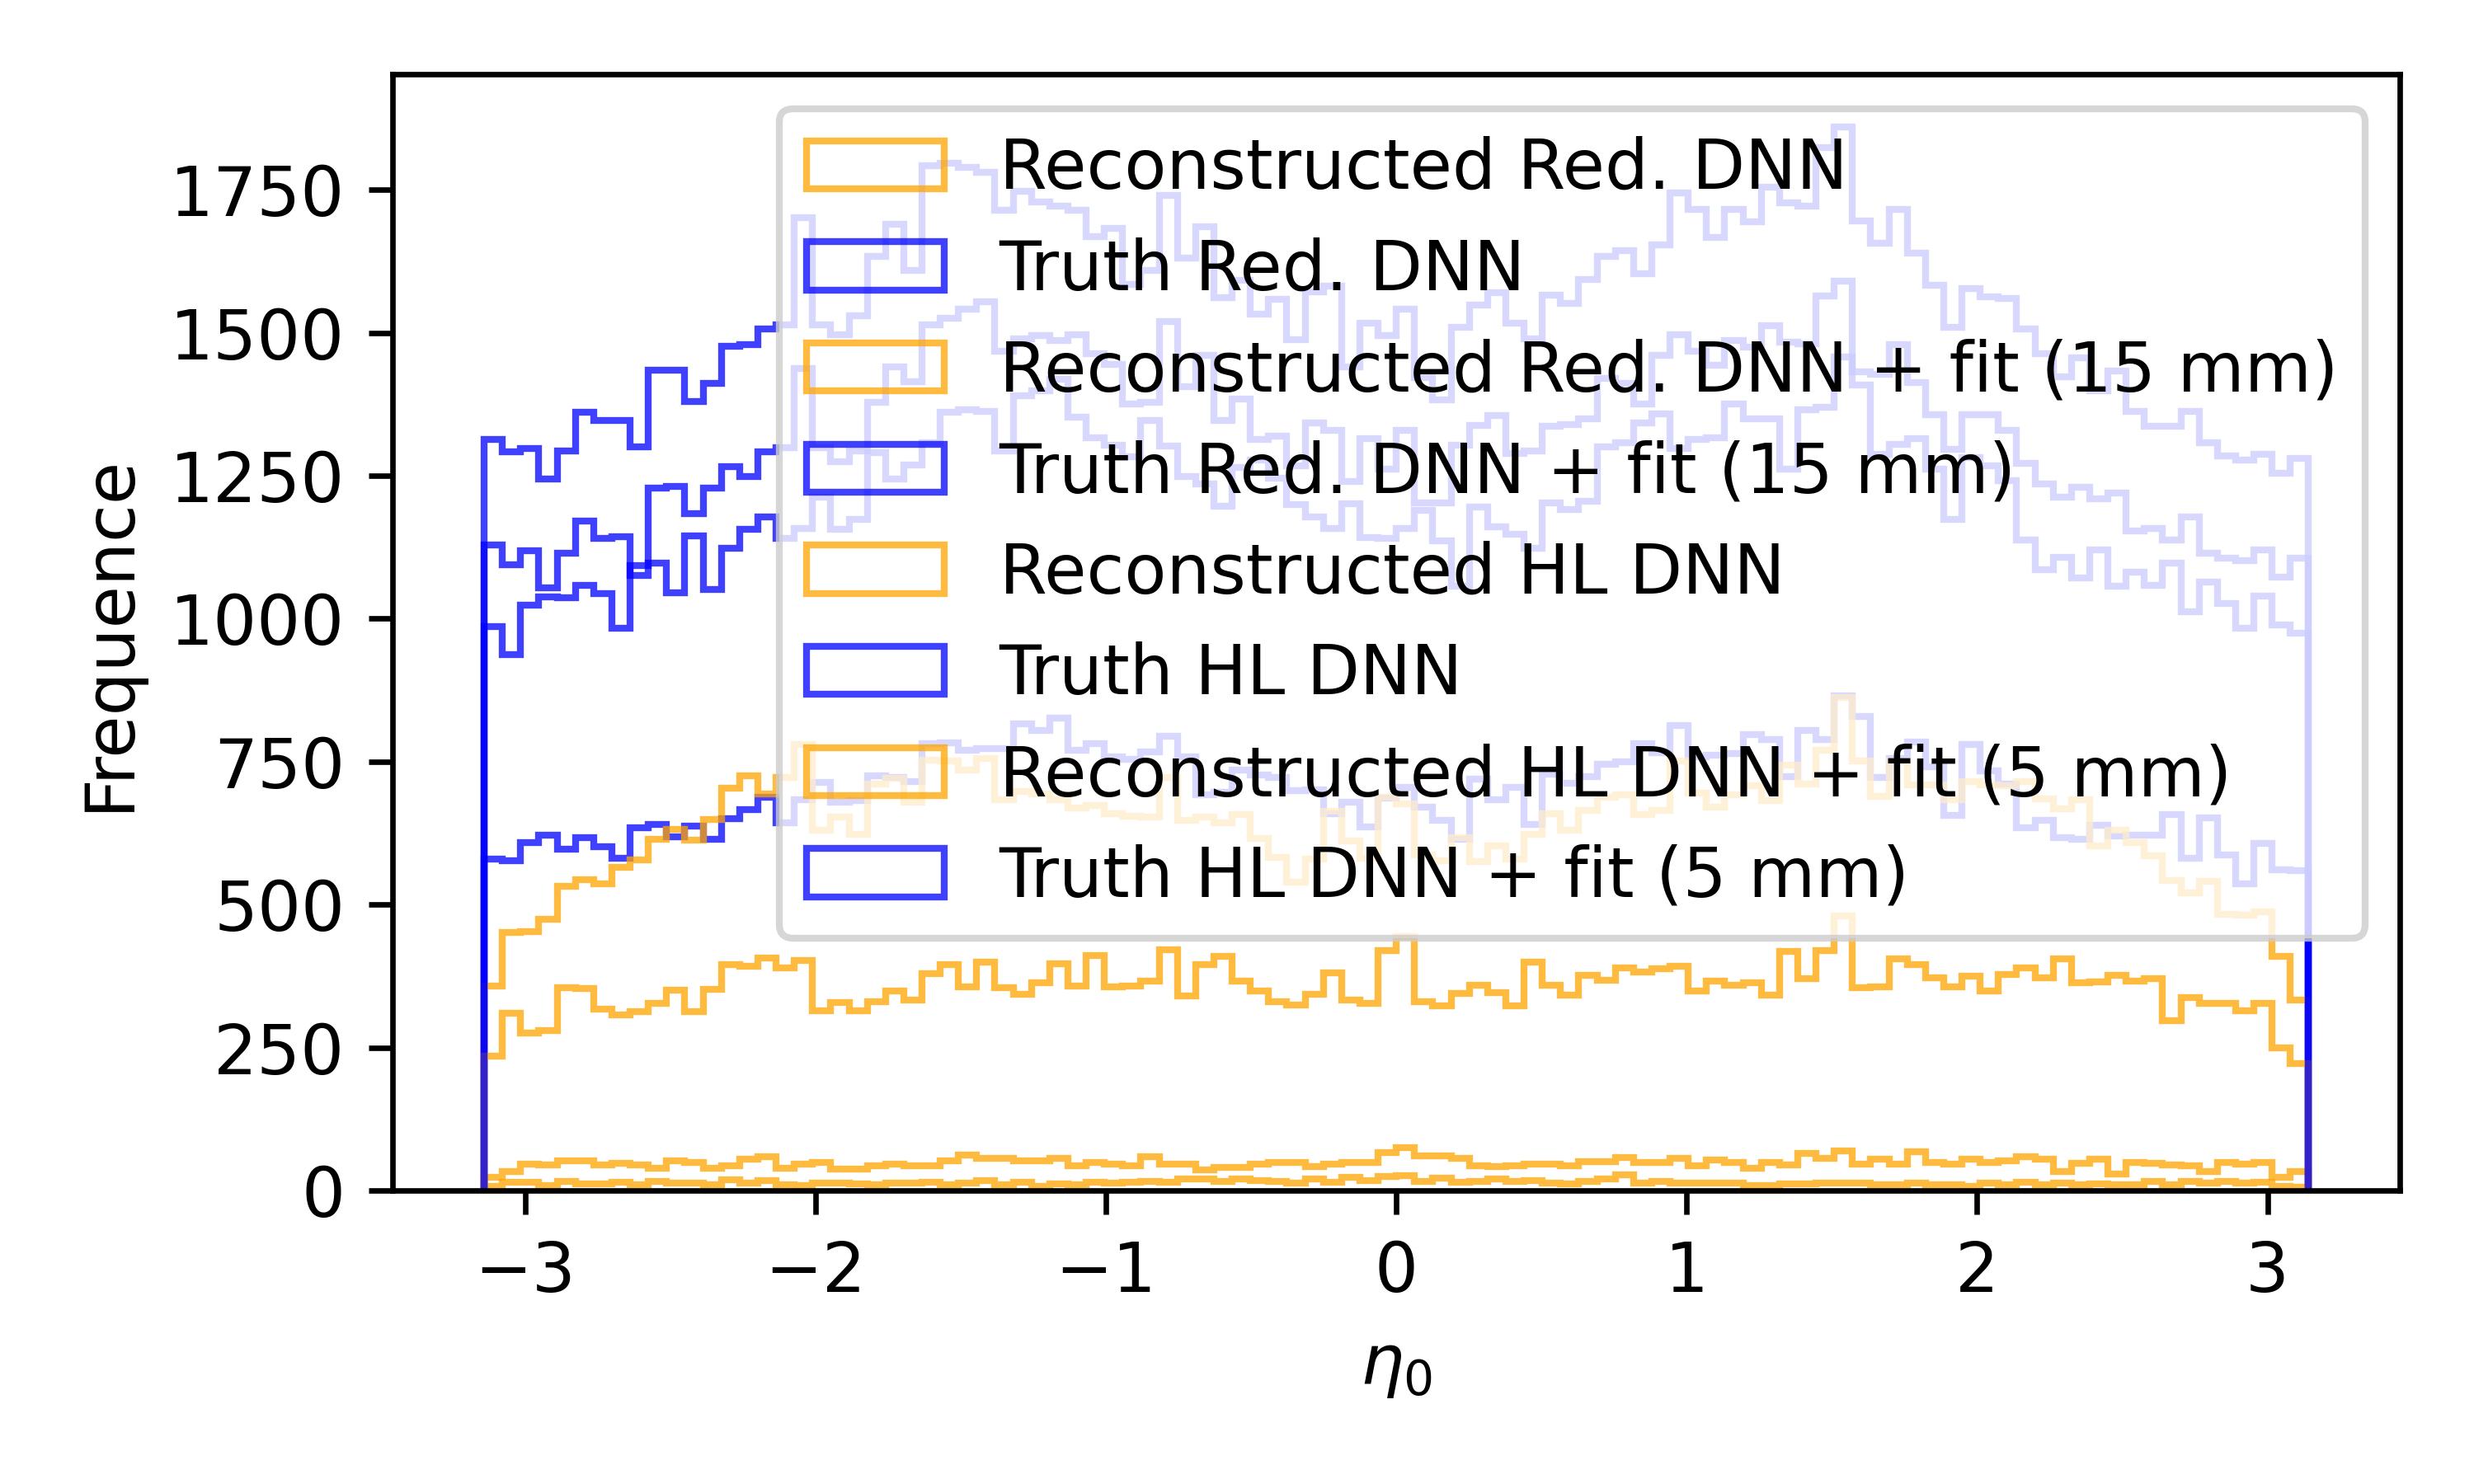 Reconstructed Red. DNN
Truth Red. DNN
Reconstructed Red. DNN + fit (15 mm)
Truth Red. DNN + fit (15 mm)
Reconstructed HL DNN
Truth HL DNN
Reconstructed HL DNN + fit (5 mm)
Truth HL DNN + fit (5 mm)
Frequence
1750
1500
1250
1000
750
500
250
0
−3 −2 −1 0 1 2 3
η₀